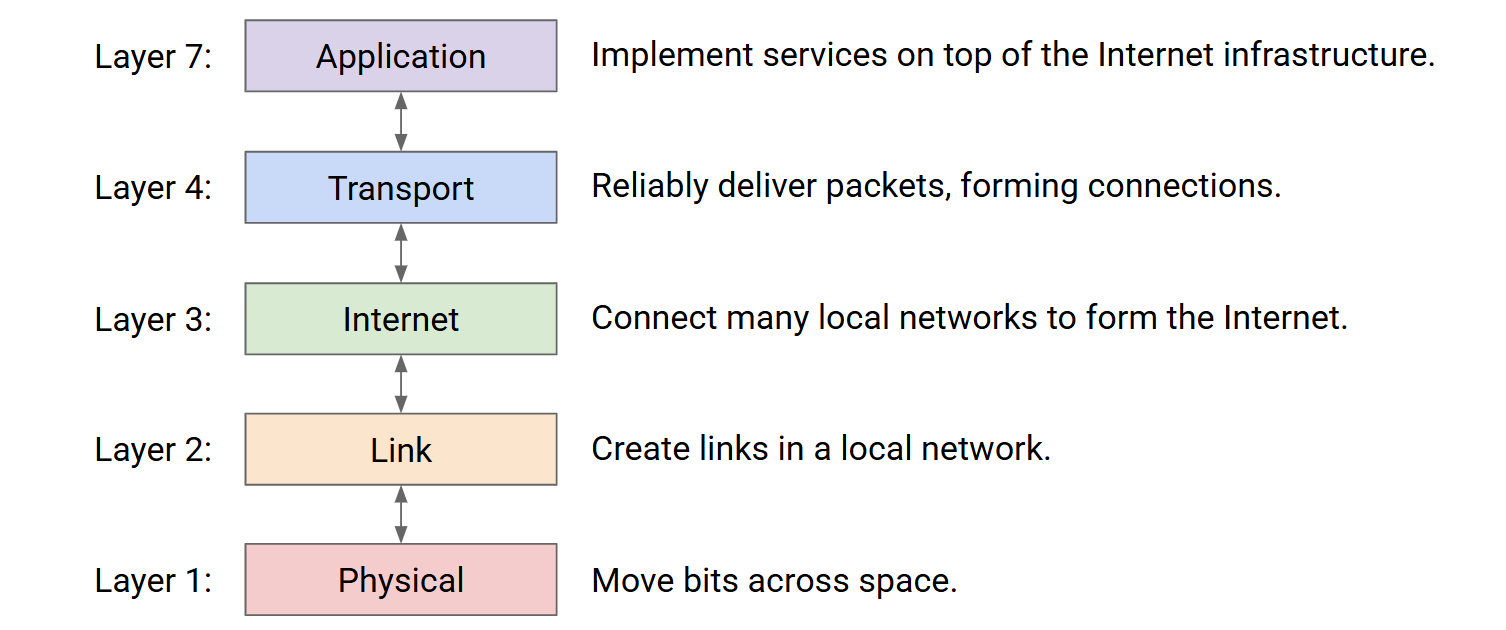 Layer 7: Application Implement services on top of the Internet infrastructure.
Layer 4: Transport Reliably deliver packets, forming connections.
Layer 3: Internet Connect many local networks to form the Internet.
Layer 2: Link Create links in a local network.
Layer 1: Physical Move bits across space.